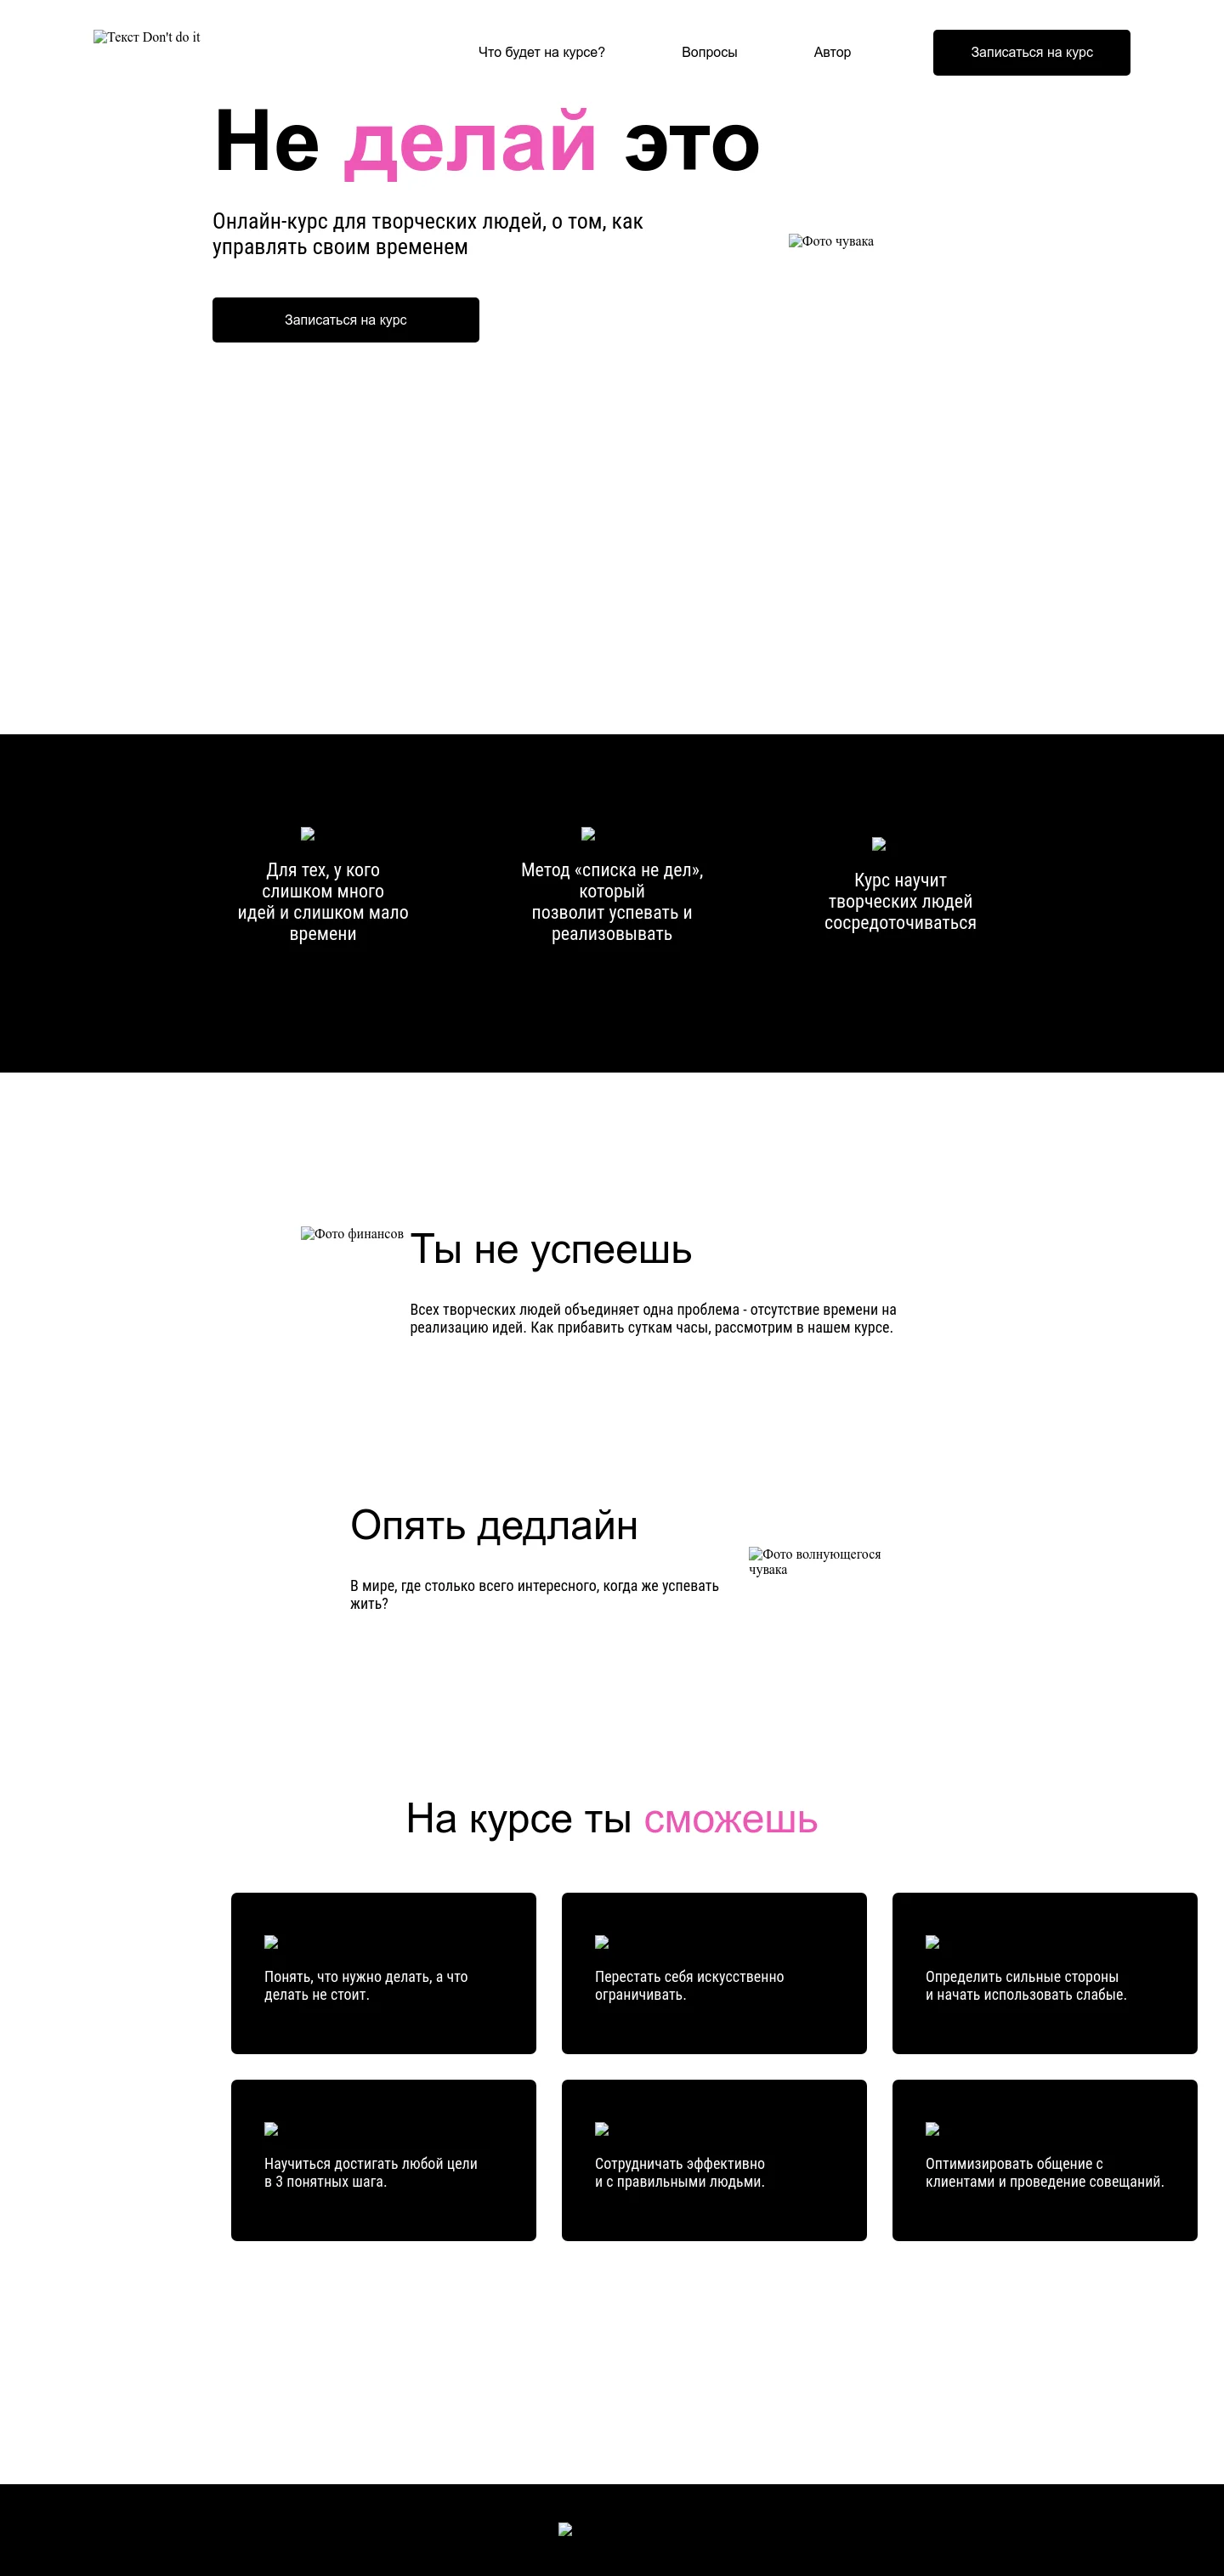 Текст Don't do it
Что будет на курсе?
Вопросы
Автор
Записаться на курс
Не делай это
Онлайн-курс для творческих людей, о том, как
управлять своим временем
Фото чувака
Записаться на курс
Для тех, у кого
слишком много
идей и слишком мало
времени
Метод «списка не дел»,
который
позволит успевать и
реализовывать
Курс научит
творческих людей
сосредоточиваться
Фото финансов
Ты не успеешь
Всех творческих людей объединяет одна проблема - отсутствие времени на
реализацию идей. Как прибавить суткам часы, рассмотрим в нашем курсе.
Опять дедлайн
В мире, где столько всего интересного, когда же успевать
жить?
Фото волнующегося
чувака
На курсе ты сможешь
Понять, что нужно делать, а что
делать не стоит.
Перестать себя искусственно
ограничивать.
Определить сильные стороны
и начать использовать слабые.
Научиться достигать любой цели
в 3 понятных шага.
Сотрудничать эффективно
и с правильными людьми.
Оптимизировать общение с
клиентами и проведение совещаний.